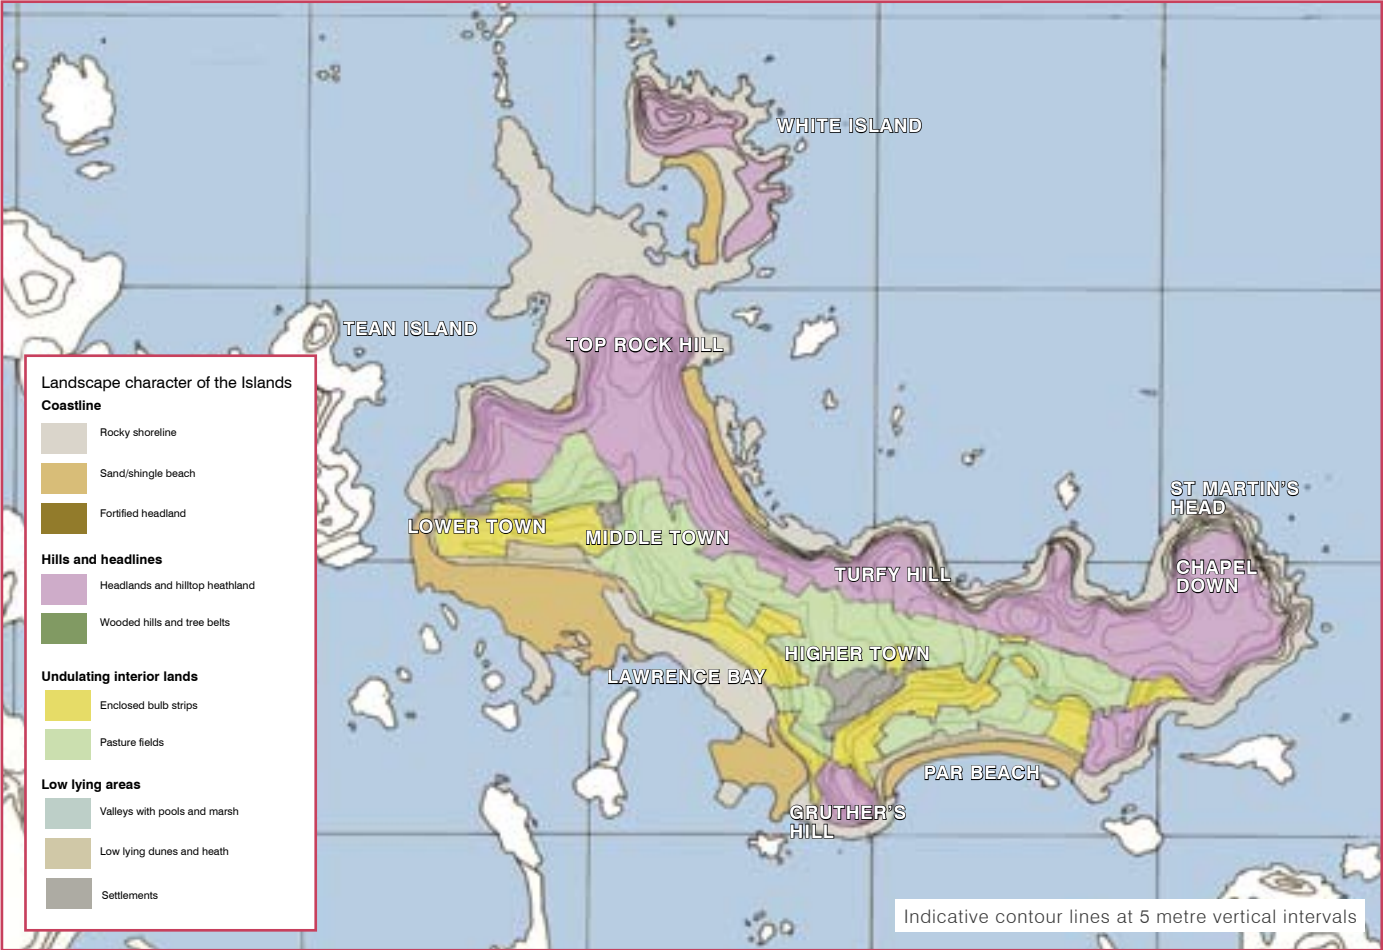 WHITE ISLAND
TEAN ISLAND
TOP ROCK HILL
Landscape character of the Islands
Coastline
Rocky shoreline
Sand/shingle beach
Fortified headland
Hills and headlines
Headlands and hilltop heathland
Wooded hills and tree belts
Undulating interior lands
Enclosed bulb strips
Pasture fields
Low lying areas
Valleys with pools and marsh
Low lying dunes and heath
Settlements
ST MARTIN'S
HEAD
LOWER TOWN
MIDDLE TOWN
TURFY HILL
CHAPEL
DOWN
HIGHER TOWN
LAWRENCE BAY
PAR BEACH
GRUTHER'S
HILL
Indicative contour lines at 5 metre vertical intervals